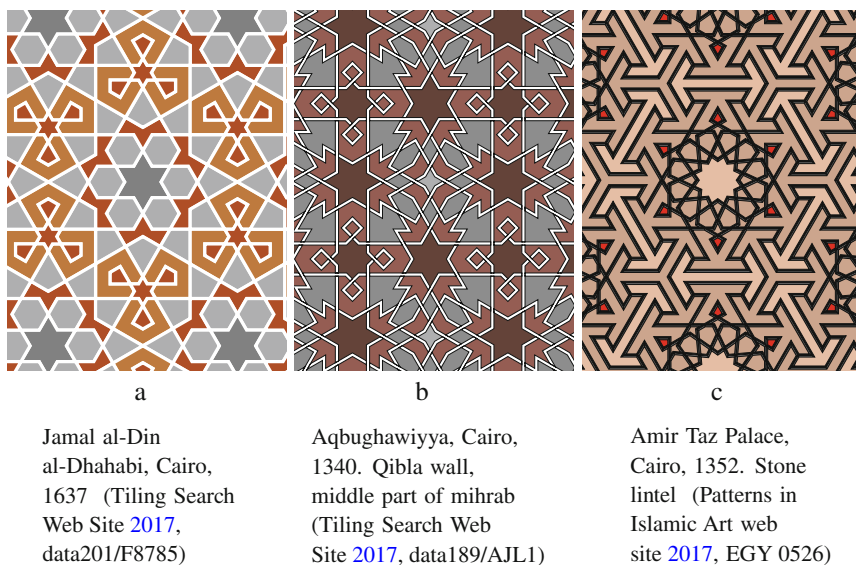 a
b
c
Jamal al-Din
al-Dhahabi, Cairo,
1637 (Tiling Search
Web Site 2017,
data201/F8785)
Aqbughawiyya, Cairo,
1340. Qibla wall,
middle part of mihrab
(Tiling Search Web
Site 2017, data189/AJL1)
Amir Taz Palace,
Cairo, 1352. Stone
lintel (Patterns in
Islamic Art web
site 2017, EGY 0526)